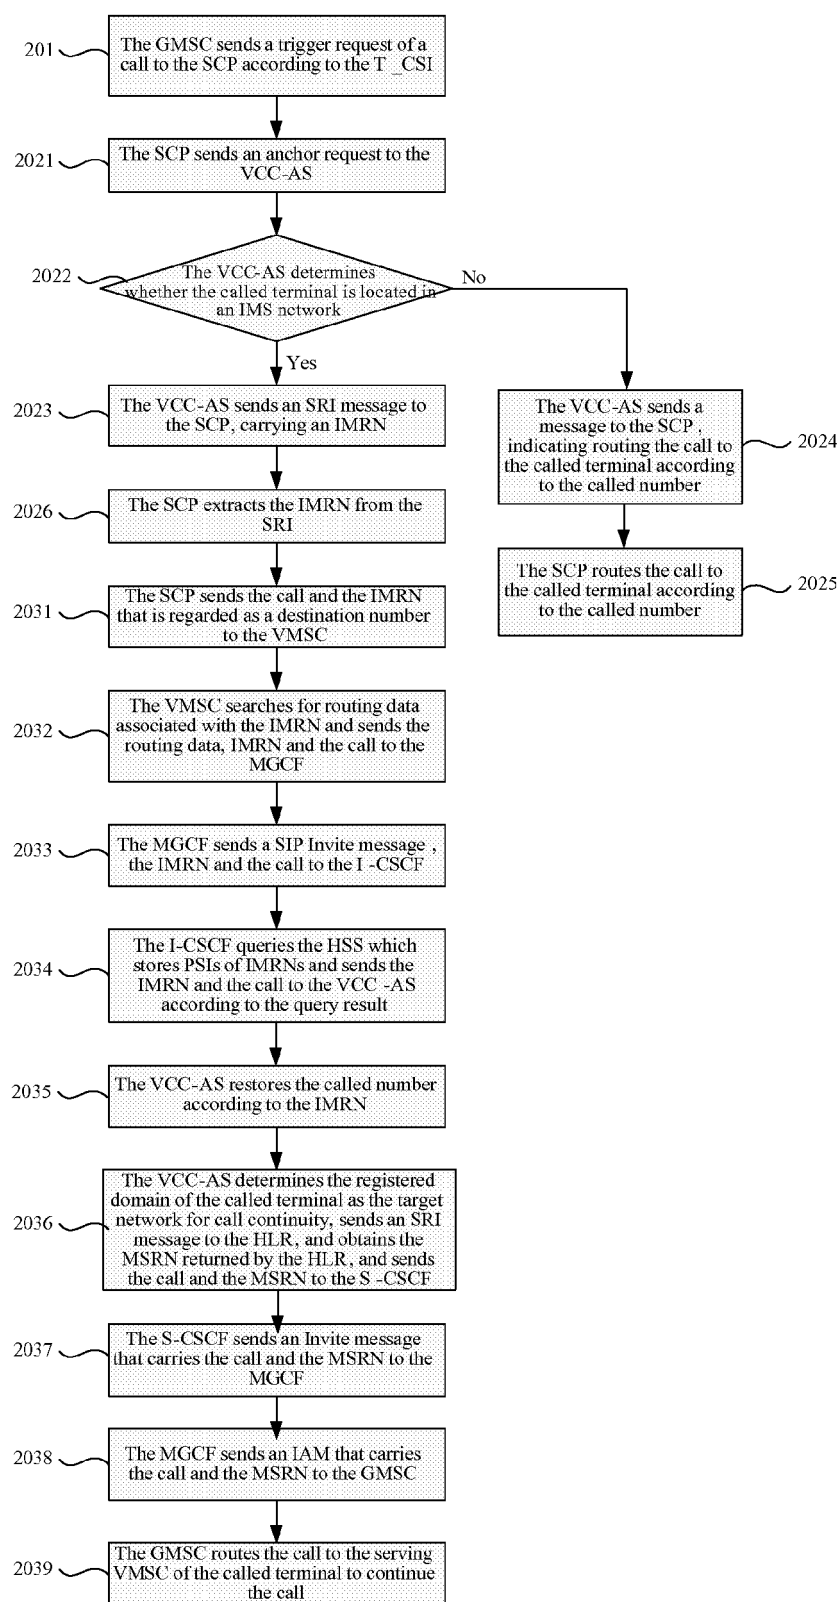 201
The GMSC sends a trigger request of a
call to the SCP according to the T _CSI
2021
The SCP sends an anchor request to the
VCC-AS
2022
The VCC-AS determines
whether the called terminal is located in
an IMS network
No
Yes
2023
The VCC-AS sends an SRI message to
the SCP, carrying an IMRN
The VCC-AS sends a
message to the SCP ,
indicating routing the call to
the called terminal according
to the called number
2024
2026
The SCP extracts the IMRN from the
SRI
The SCP routes the call to
the called terminal according
to the called number
2025
2031
The SCP sends the call and the IMRN
that is regarded as a destination number
to the VMSC
2032
The VMSC searches for routing data
associated with the IMRN and sends the
routing data, IMRN and the call to the
MGCF
2033
The MGCF sends a SIP Invite message ,
the IMRN and the call to the I -CSCF
2034
The I-CSCF queries the HSS which
stores PSIs of IMRNs and sends the
IMRN and the call to the VCC -AS
according to the query result
2035
The VCC-AS restores the called number
according to the IMRN
2036
The VCC-AS determines the registered
domain of the called terminal as the target
network for call continuity, sends an SRI
message to the HLR, and obtains the
MSRN returned by the HLR, and sends
the call and the MSRN to the S -CSCF
2037
The S-CSCF sends an Invite message
that carries the call and the MSRN to the
MGCF
2038
The MGCF sends an IAM that carries
the call and the MSRN to the GMSC
2039
The GMSC routes the call to the serving
VMSC of the called terminal to continue
the call